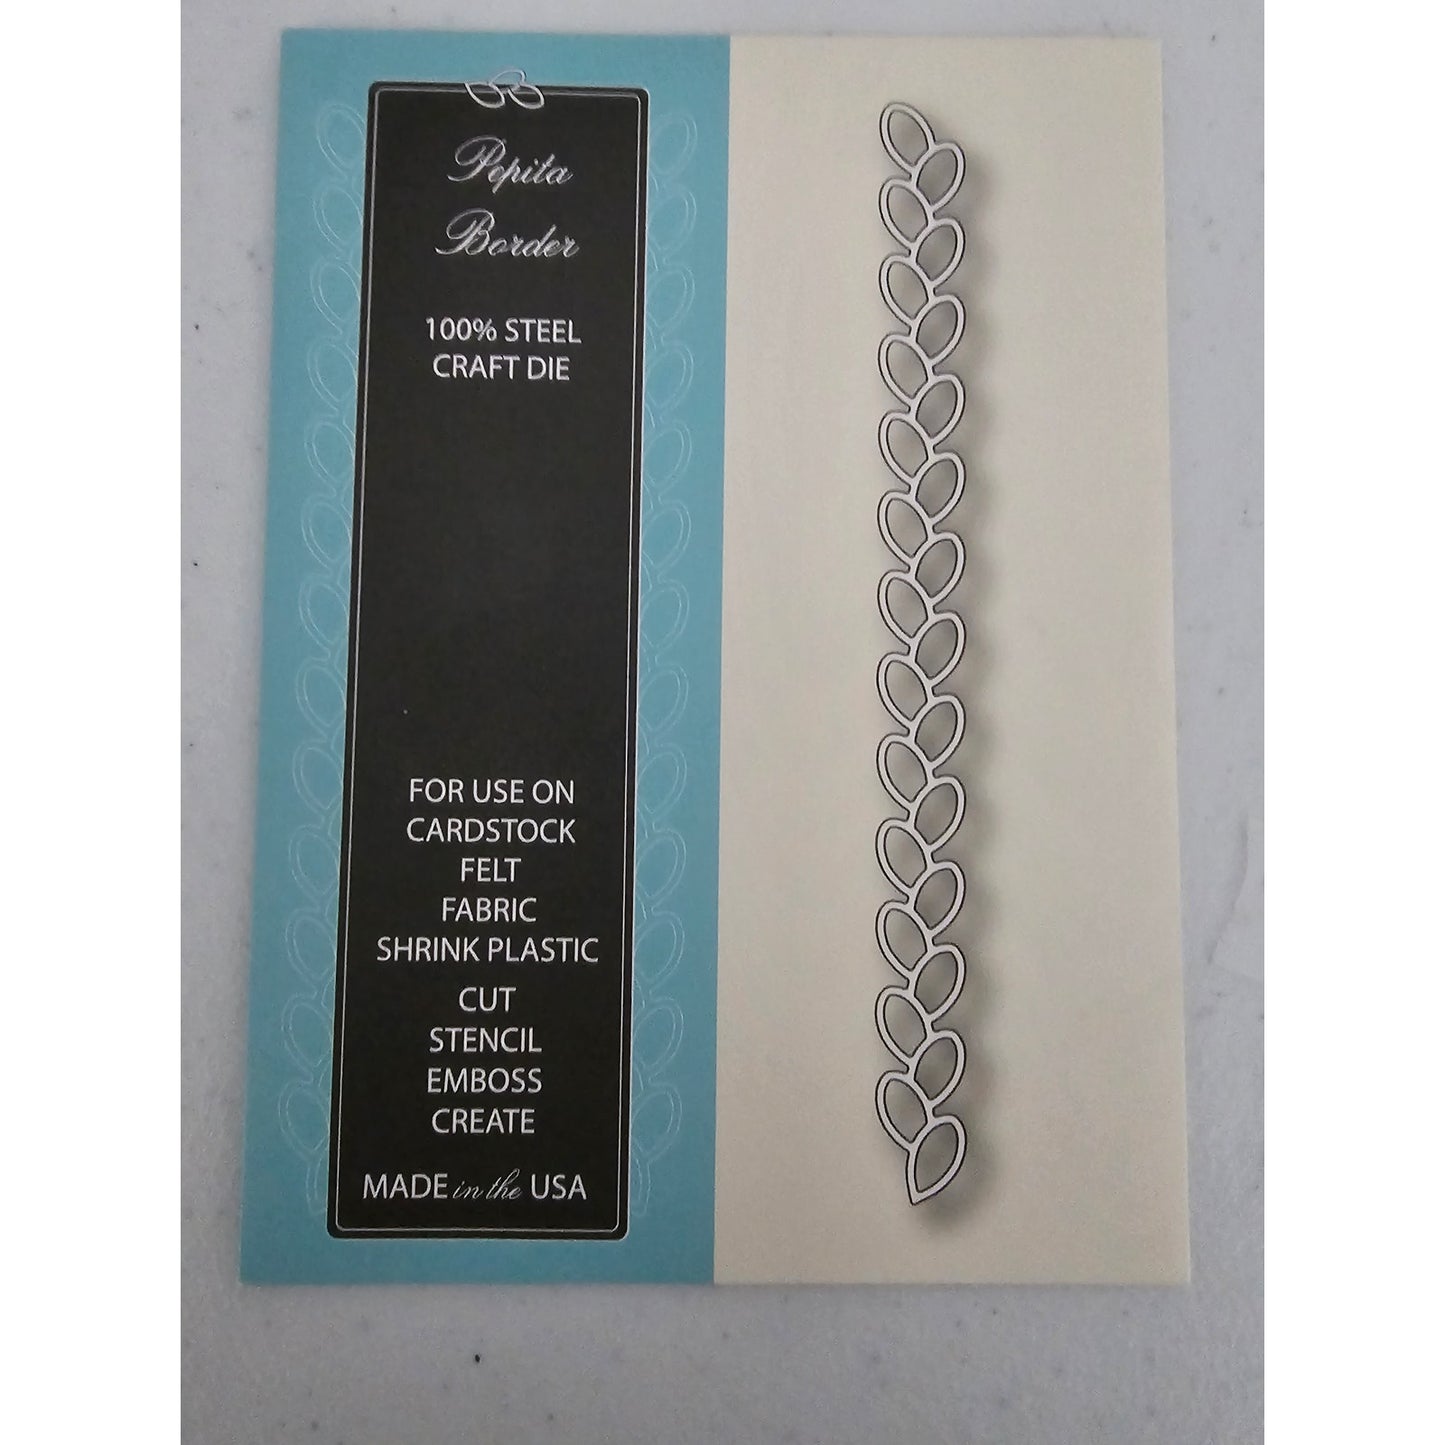 Pepita
Border
100% STEEL
CRAFT DIE
FOR USE ON
CARDSTOCK
FELT
FABRIC
SHRINK PLASTIC
CUT
STENCIL
EMBOSS
CREATE
MADE in the USA